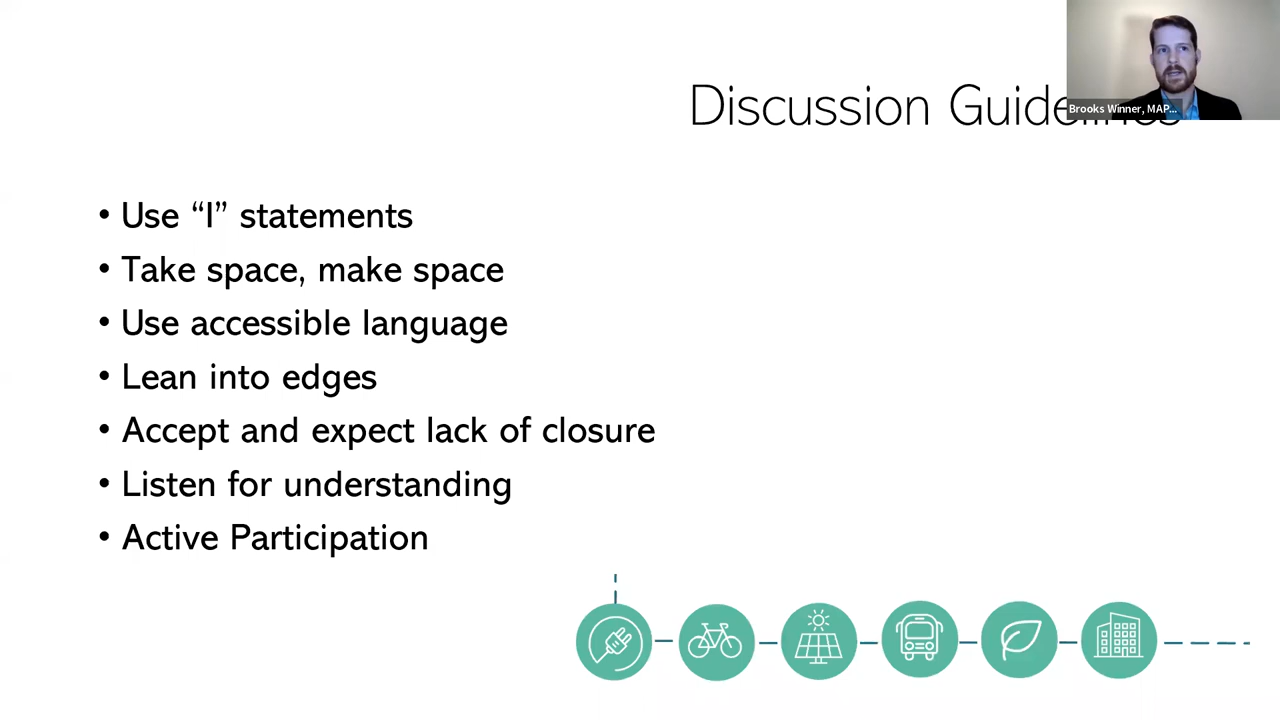 Discussion Guidelines
Brooks Winner, MAP...
• Use “I” statements
• Take space, make space
• Use accessible language
• Lean into edges
• Accept and expect lack of closure
• Listen for understanding
• Active Participation